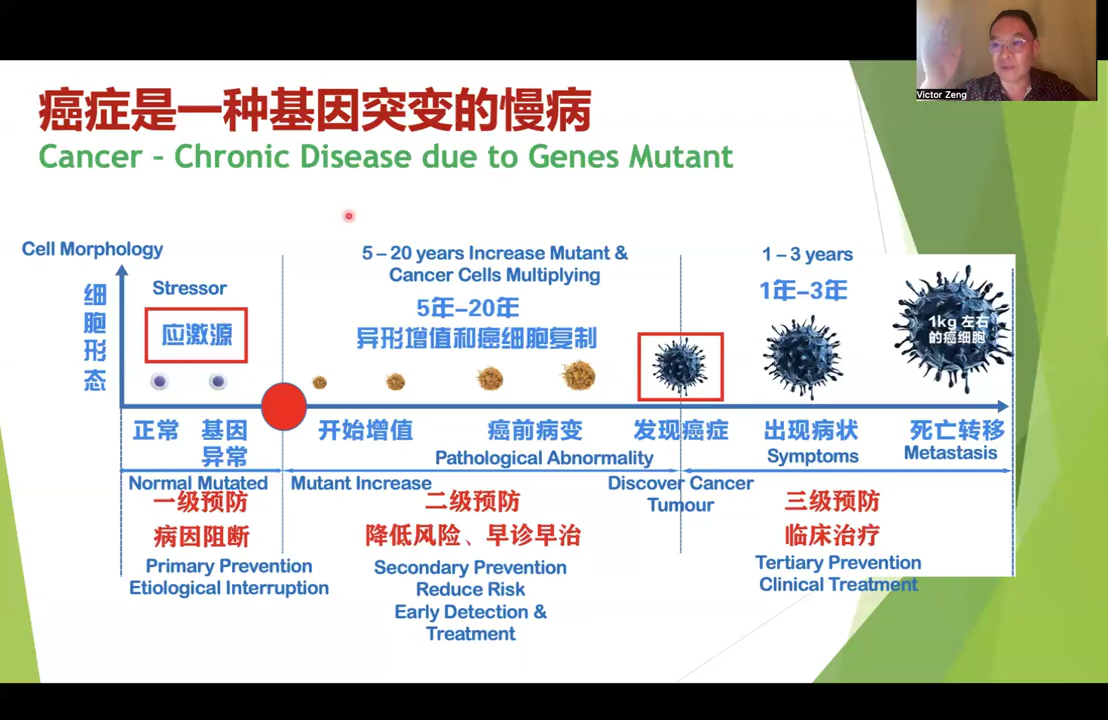 Victor Zeng
癌症是一种基因突变的慢病
Cancer – Chronic Disease due to Genes Mutant
Cell Morphology
细胞形态
Stressor
应激源
5 – 20 years Increase Mutant &
Cancer Cells Multiplying
5年-20年
异形增值和癌细胞复制
1 – 3 years
1年-3年
1kg 左右
的癌细胞
正常
基因
异常
开始增值
癌前病变
发现癌症
出现病状
死亡转移
Pathological Abnormality
Symptoms
Metastasis
Normal Mutated
Mutant Increase
Discover Cancer
Tumour
一级预防
病因阻断
Primary Prevention
Etiological Interruption
二级预防
降低风险、早诊早治
Secondary Prevention
Reduce Risk
Early Detection &
Treatment
三级预防
临床治疗
Tertiary Prevention
Clinical Treatment